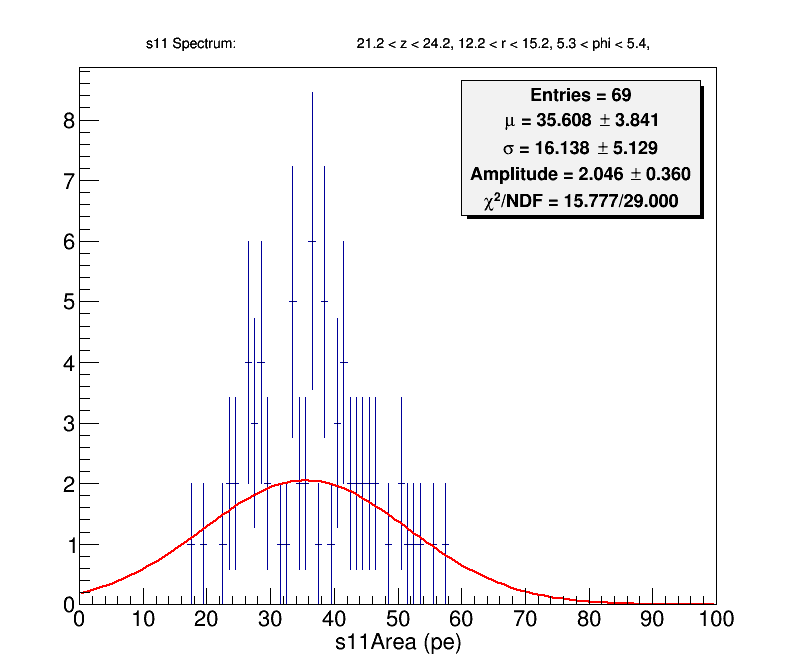 s11 Spectrum: 21.2 < z < 24.2, 12.2 < r < 15.2, 5.3 < phi < 5.4,
Entries = 69
μ = 35.608 ± 3.841
σ = 16.138 ± 5.129
Amplitude = 2.046 ± 0.360
χ²/NDF = 15.777/29.000
8
7
6
5
4
3
2
1
0
0 10 20 30 40 50 60 70 80 90 100
s11Area (pe)